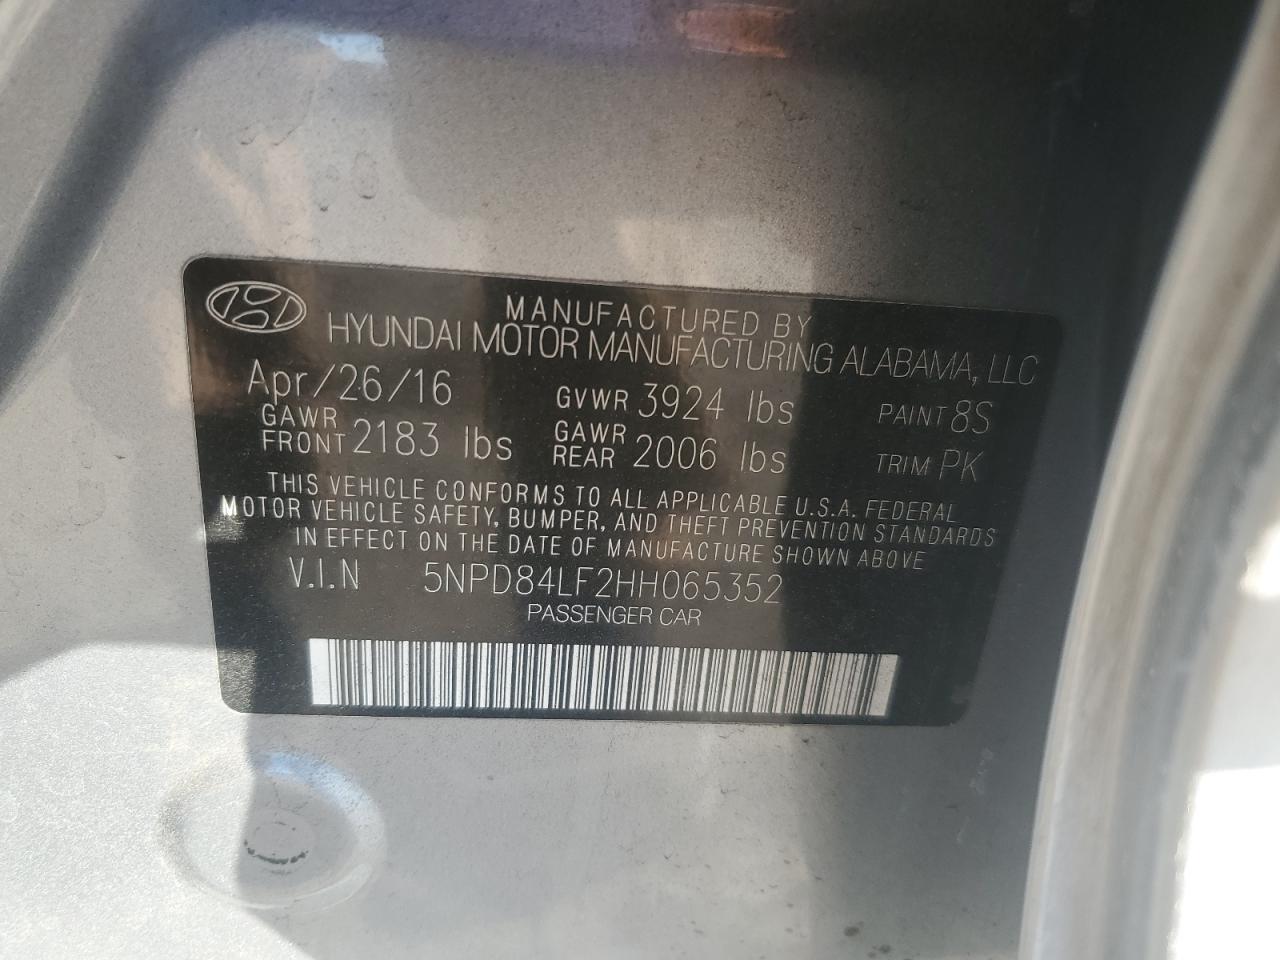 MANUFACTURED BY
HYUNDAI MOTOR MANUFACTURING ALABAMA, LLC
Apr/26/16 GVWR 3924 lbs PAINT 8S
GAWR FRONT 2183 lbs GAWR REAR 2006 lbs TRIM PK
THIS VEHICLE CONFORMS TO ALL APPLICABLE U.S.A. FEDERAL
MOTOR VEHICLE SAFETY, BUMPER, AND THEFT PREVENTION STANDARDS
IN EFFECT ON THE DATE OF MANUFACTURE SHOWN ABOVE
V.I.N 5NPD84LF2HH065352
PASSENGER CAR